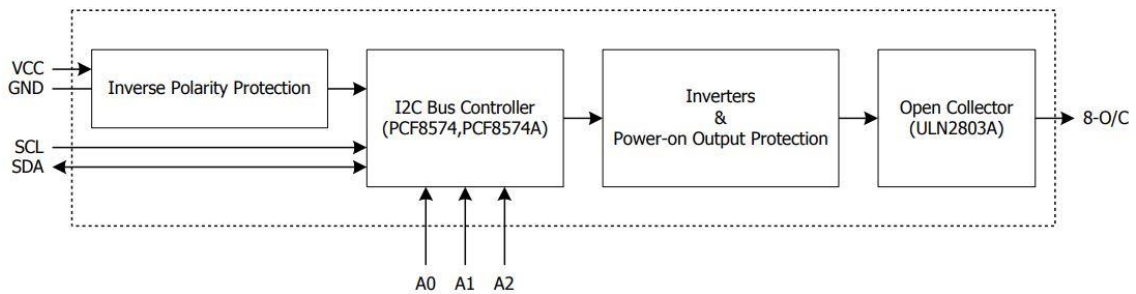 VCC
GND
Inverse Polarity Protection
SCL
SDA
I2C Bus Controller
(PCF8574,PCF8574A)
Inverters
&
Power-on Output Protection
Open Collector
(ULN2803A)
8-O/C
A0 A1 A2